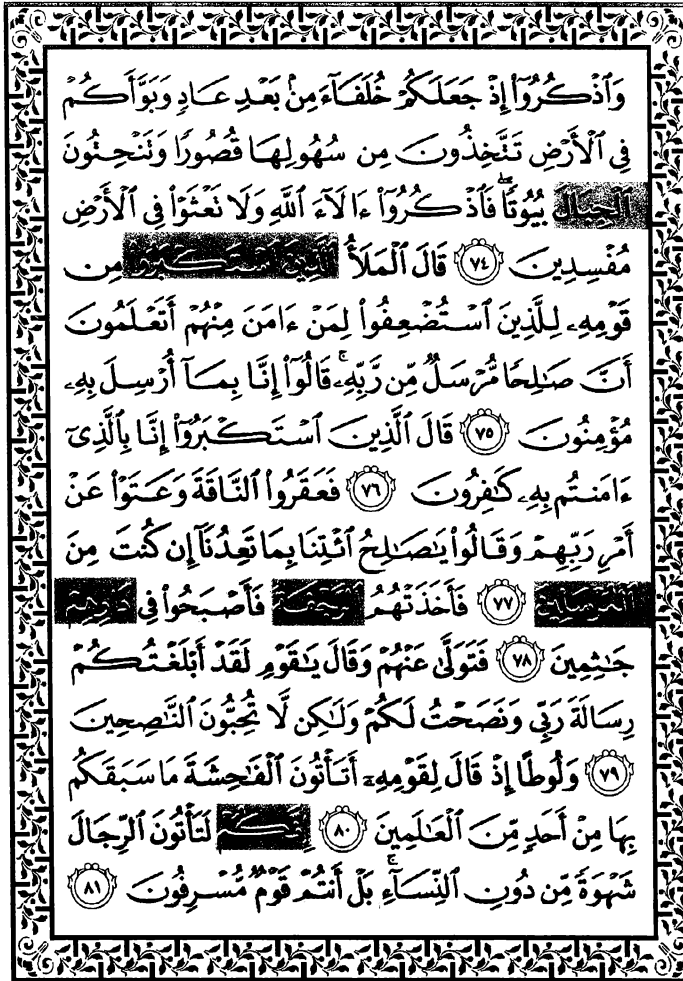 وَٱذۡكُرُوٓاْ إِذۡ جَعَلَكُمۡ خُلَفَآءَ مِنۢ بَعۡدِ عَادٖ وَبَوَّأَكُمۡ
فِي ٱلۡأَرۡضِ تَتَّخِذُونَ مِن سُهُولِهَا قُصُورٗا وَتَنۡحِتُونَ
ٱلۡجِبَالَ بُيُوتٗاۖ فَٱذۡكُرُوٓاْ ءَالَآءَ ٱللَّهِ وَلَا تَعۡثَوۡاْ فِي ٱلۡأَرۡضِ
مُفۡسِدِينَ ٧٤ قَالَ ٱلۡمَلَأُ ٱلَّذِينَ ٱسۡتَكۡبَرُواْ مِن
قَوۡمِهِۦ لِلَّذِينَ ٱسۡتُضۡعِفُواْ لِمَنۡ ءَامَنَ مِنۡهُمۡ أَتَعۡلَمُونَ
أَنَّ صَٰلِحٗا مُّرۡسَلٞ مِّن رَّبِّهِۦۚ قَالُوٓاْ إِنَّا بِمَآ أُرۡسِلَ بِهِۦ
مُؤۡمِنُونَ ٧٥ قَالَ ٱلَّذِينَ ٱسۡتَكۡبَرُوٓاْ إِنَّا بِٱلَّذِيٓ
ءَامَنتُم بِهِۦ كَٰفِرُونَ ٧٦ فَعَقَرُواْ ٱلنَّاقَةَ وَعَتَوۡاْ عَنۡ
أَمۡرِ رَبِّهِمۡ وَقَالُواْ يَٰصَٰلِحُ ٱئۡتِنَا بِمَا تَعِدُنَآ إِن كُنتَ مِنَ
ٱلۡمُرۡسَلِينَ ٧٧ فَأَخَذَتۡهُمُ ٱلرَّجۡفَةُ فَأَصۡبَحُواْ فِي دَارِهِمۡ
جَٰثِمِينَ ٧٨ فَتَوَلَّىٰ عَنۡهُمۡ وَقَالَ يَٰقَوۡمِ لَقَدۡ أَبۡلَغۡتُكُمۡ
رِسَالَةَ رَبِّي وَنَصَحۡتُ لَكُمۡ وَلَٰكِن لَّا تُحِبُّونَ ٱلنَّٰصِحِينَ
٧٩ وَلُوطًا إِذۡ قَالَ لِقَوۡمِهِۦٓ أَتَأۡتُونَ ٱلۡفَٰحِشَةَ مَا سَبَقَكُم
بِهَا مِنۡ أَحَدٖ مِّنَ ٱلۡعَٰلَمِينَ ٨٠ إِنَّكُمۡ لَتَأۡتُونَ ٱلرِّجَالَ
شَهۡوَةٗ مِّن دُونِ ٱلنِّسَآءِۚ بَلۡ أَنتُمۡ قَوۡمٞ مُّسۡرِفُونَ ٨١